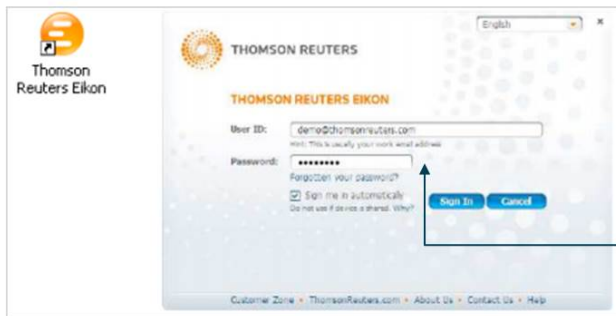 Thomson
Reuters Eikon
English
THOMSON REUTERS
THOMSON REUTERS EIKON
User ID: demo@thomsonreuters.com
Hint: This is usually your work email address
Password: ••••••••
Forgotten your password?
Sign me in automatically
Do not use if device is shared. Why?
Sign In Cancel
Customer Zone • ThomsonReuters.com • About Us • Contact Us • Help